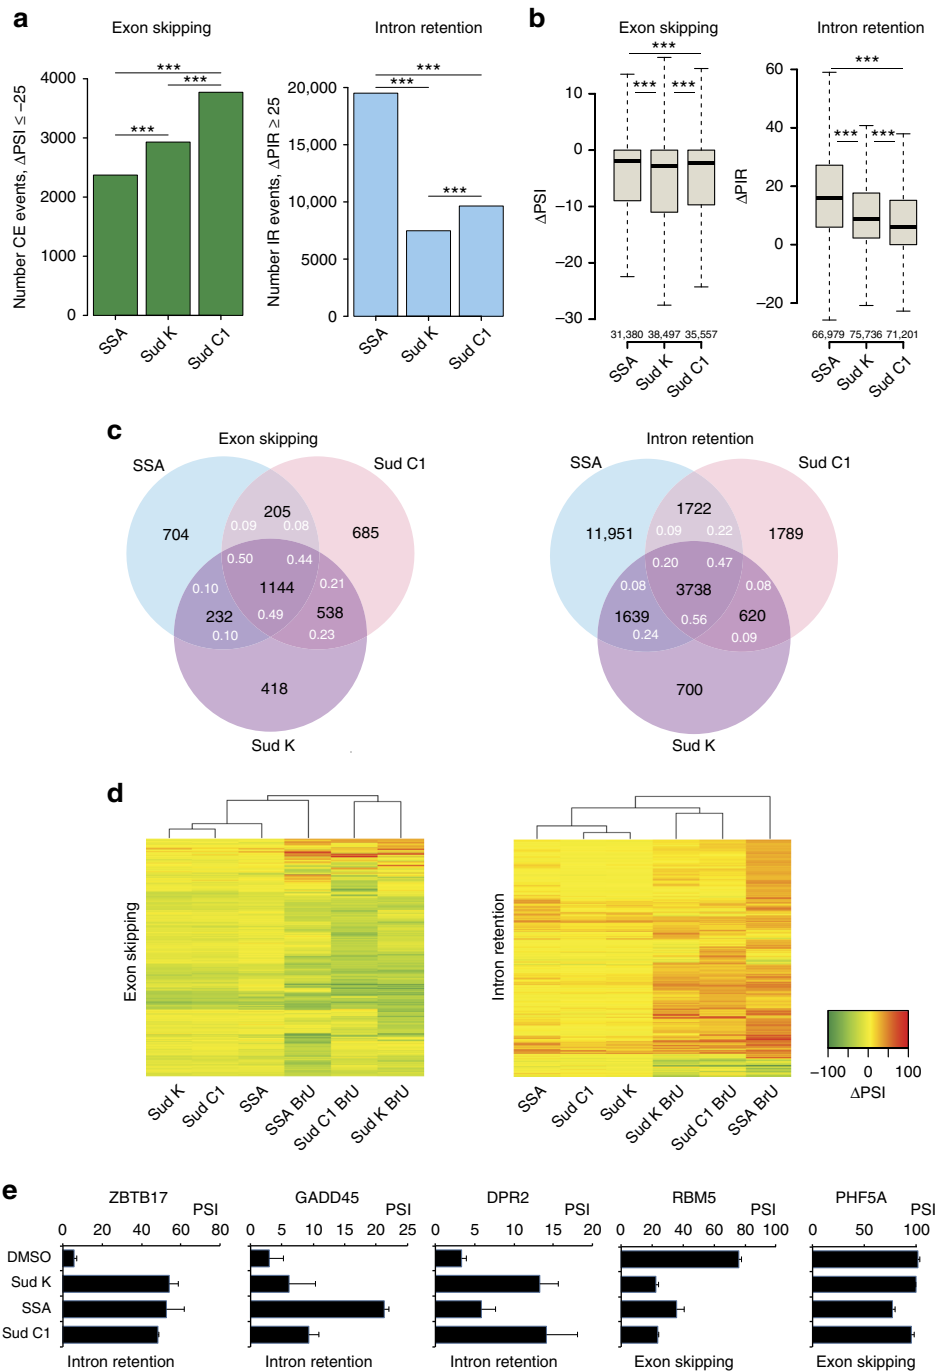 a
Exon skipping
Intron retention
Number CE events, ΔPSI ≤ −25
4000
3000
2000
1000
0
***
***
***
SSA
Sud K
Sud C1
Number IR events, ΔPIR ≥ 25
20,000
15,000
10,000
5000
0
***
***
***
SSA
Sud K
Sud C1
b
Exon skipping
Intron retention
ΔPSI
10
0
−10
−20
−30
***
***
***
31,380 38,497 35,557
SSA
Sud K
Sud C1
ΔPIR
60
40
20
0
−20
***
***
***
66,979 75,736 71,201
SSA
Sud K
Sud C1
c
Exon skipping
SSA
Sud C1
205
704
0.09
0.08
685
0.50
0.44
0.10
1144
0.21
232
0.49
538
0.10
0.23
418
Sud K
Intron retention
SSA
Sud C1
1722
11,951
0.09
0.22
1789
0.20
0.47
0.08
3738
0.08
1639
0.56
620
0.24
0.09
700
Sud K
d
Exon skipping
Sud K
Sud C1
SSA
SSA BrU
Sud C1 BrU
Sud K BrU
Intron retention
SSA
Sud C1
Sud K
Sud K BrU
Sud C1 BrU
SSA BrU
−100 0 100
ΔPSI
e
ZBTB17
PSI
0 20 40 60 80
DMSO
Sud K
SSA
Sud C1
Intron retention
GADD45
PSI
0 5 10 15 20 25
Intron retention
DPR2
PSI
0 5 10 15 20
Intron retention
RBM5
PSI
0 20 40 60 80 100
Exon skipping
PHF5A
PSI
0 50 100
Exon skipping